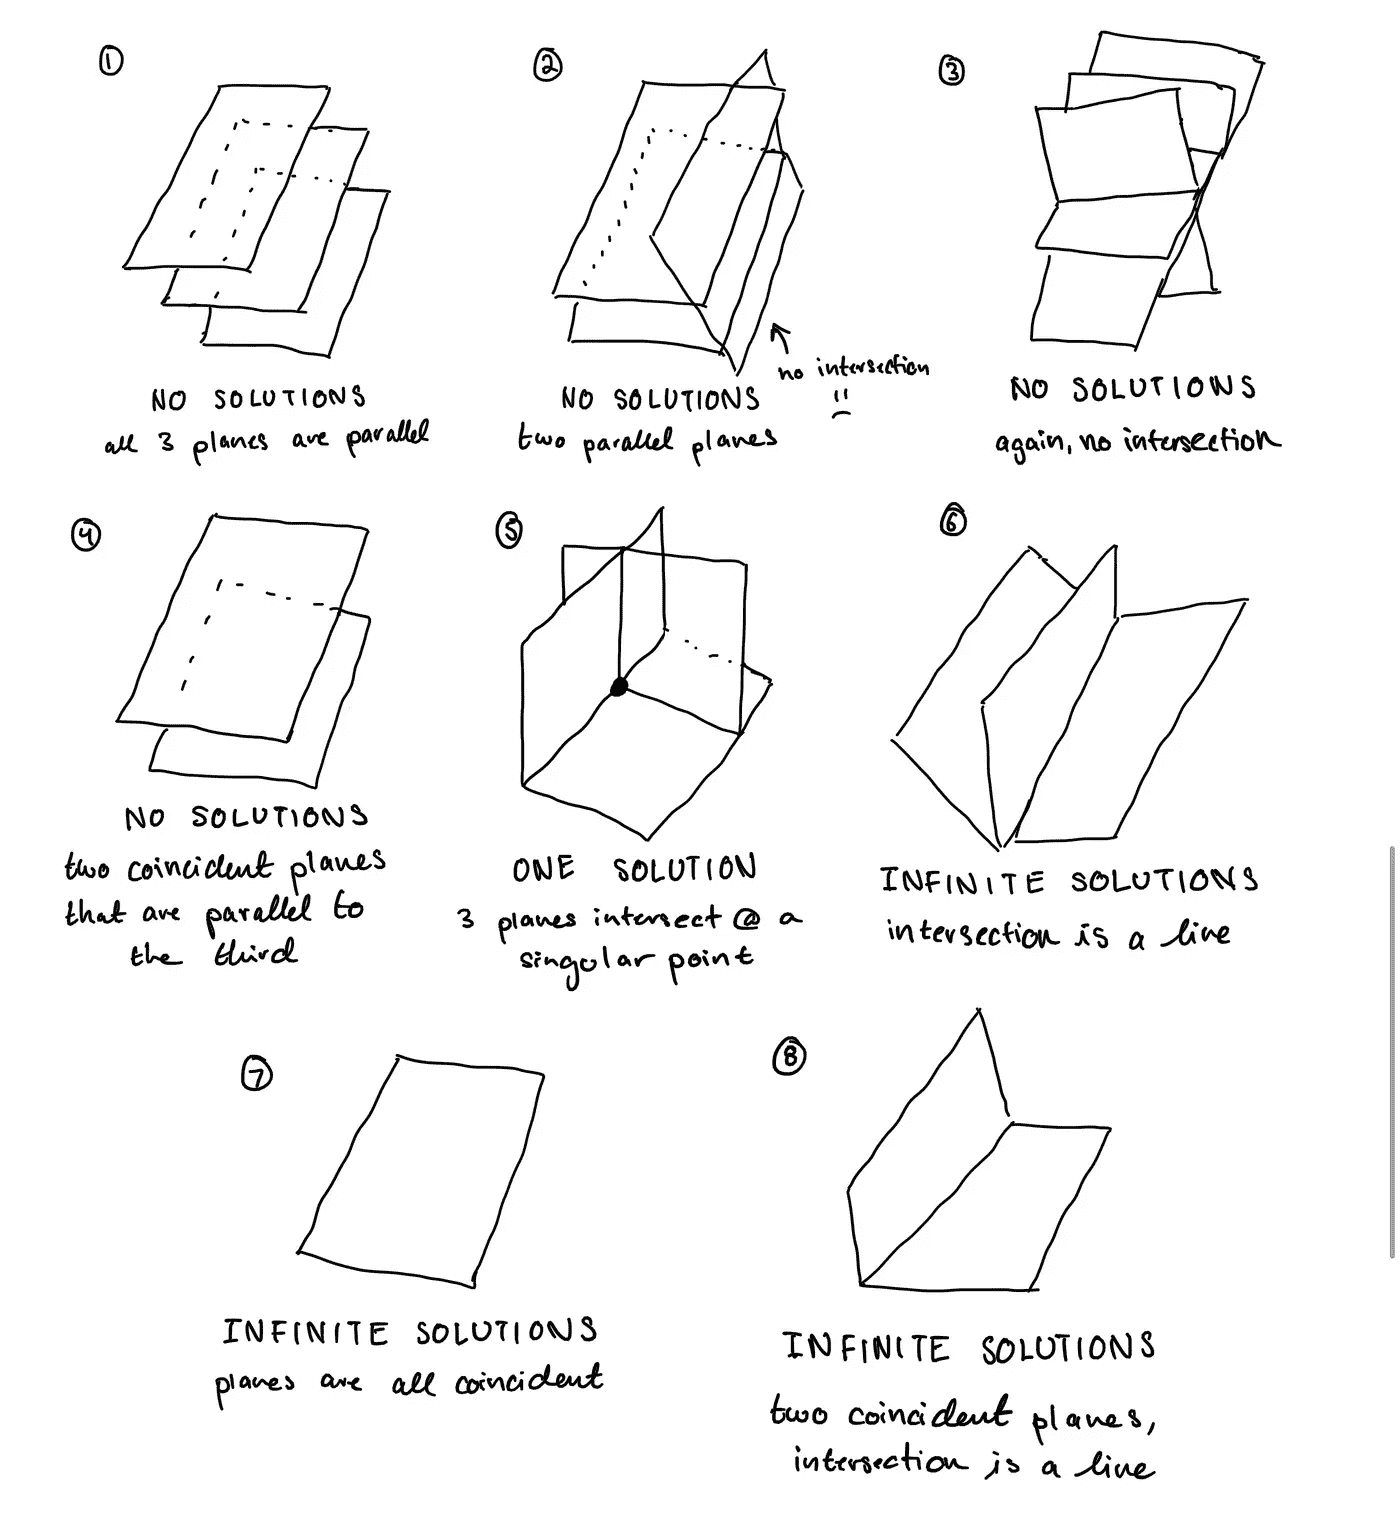 ①
NO SOLUTIONS
all 3 planes are parallel
②
no intersection
NO SOLUTIONS
two parallel planes
③
NO SOLUTIONS
again, no intersection
④
NO SOLUTIONS
two coincident planes
that are parallel to
the third
⑤
ONE SOLUTION
3 planes intersect @ a
singular point
⑥
INFINITE SOLUTIONS
intersection is a line
⑦
INFINITE SOLUTIONS
planes are all coincident
⑧
INFINITE SOLUTIONS
two coincident planes,
intersection is a line